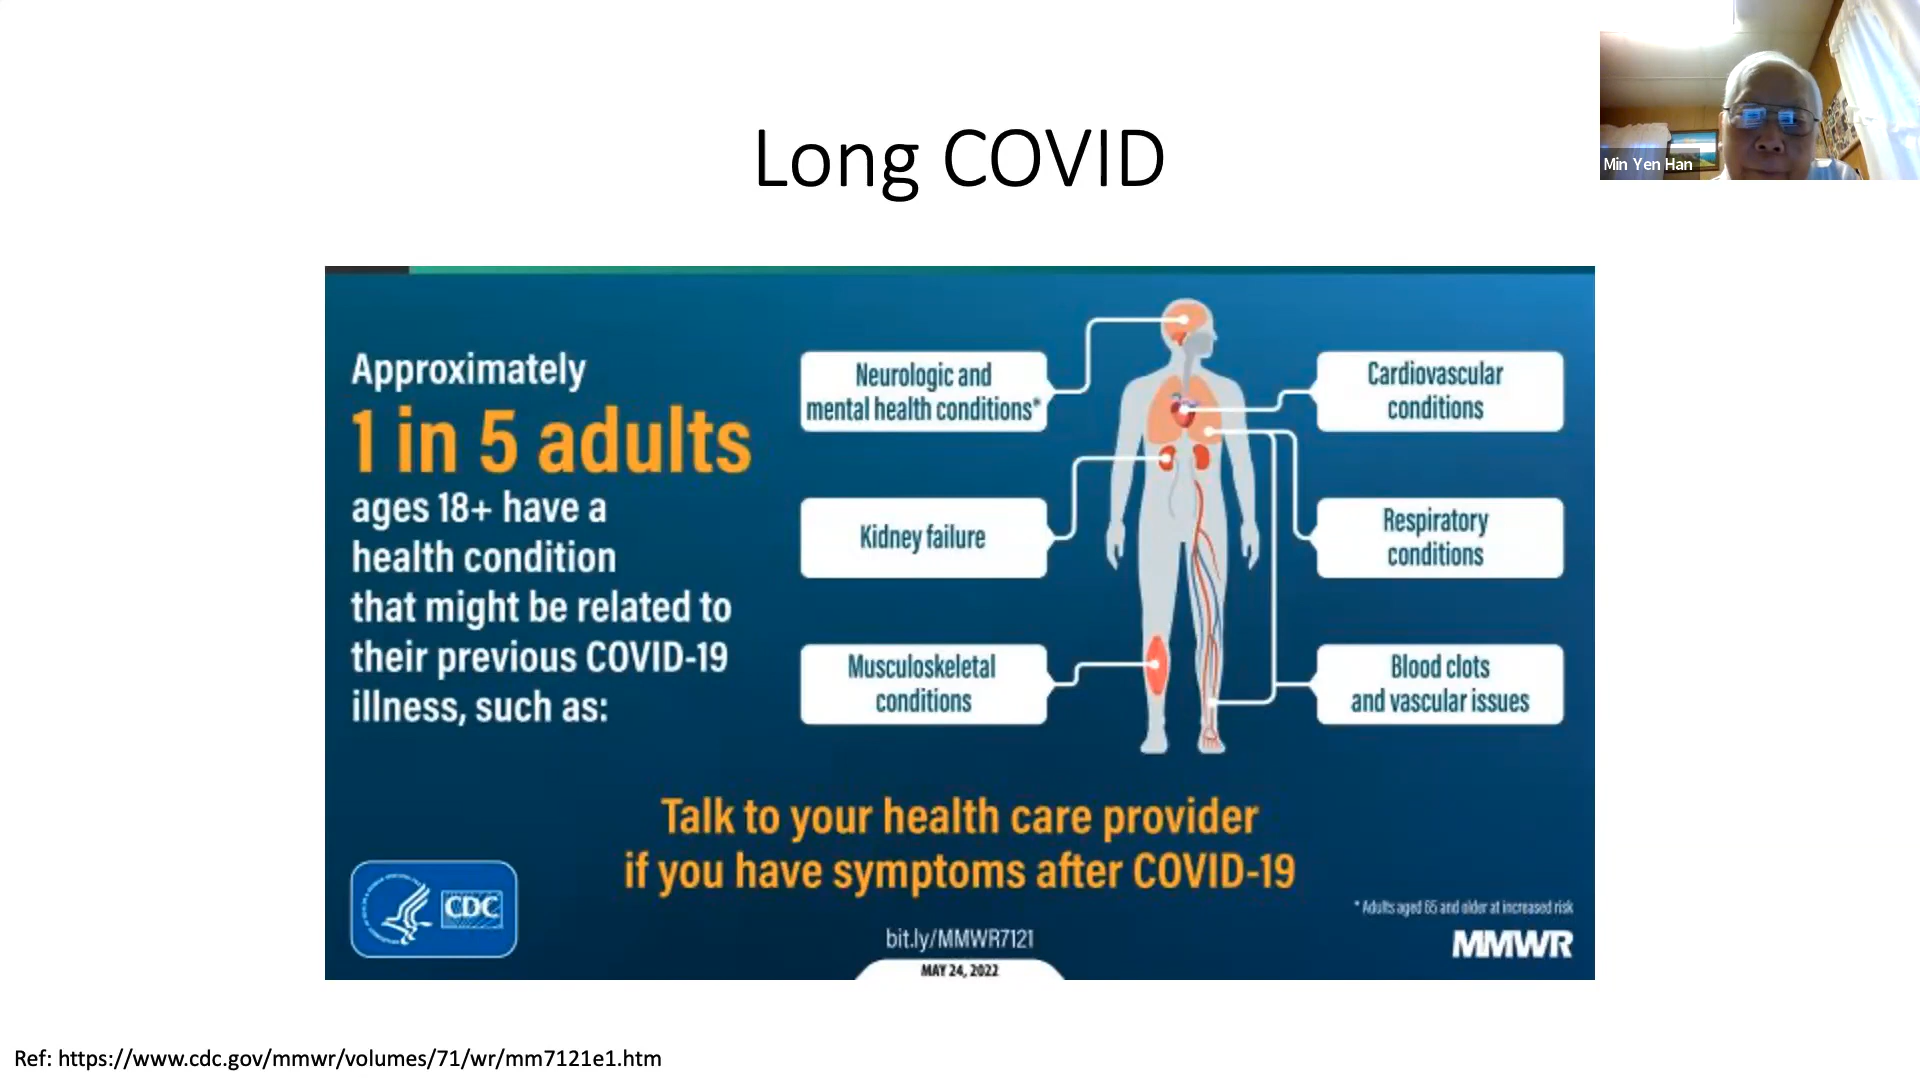 Long COVID
Min Yen Han
Approximately
1 in 5 adults
ages 18+ have a
health condition
that might be related to
their previous COVID-19
illness, such as:
Neurologic and
mental health conditions*
Kidney failure
Musculoskeletal
conditions
Cardiovascular
conditions
Respiratory
conditions
Blood clots
and vascular issues
Talk to your health care provider
if you have symptoms after COVID-19
CDC
* Adults aged 65 and older at increased risk
bit.ly/MMWR7121
MMWR
MAY 24, 2022
Ref: https://www.cdc.gov/mmwr/volumes/71/wr/mm7121e1.htm